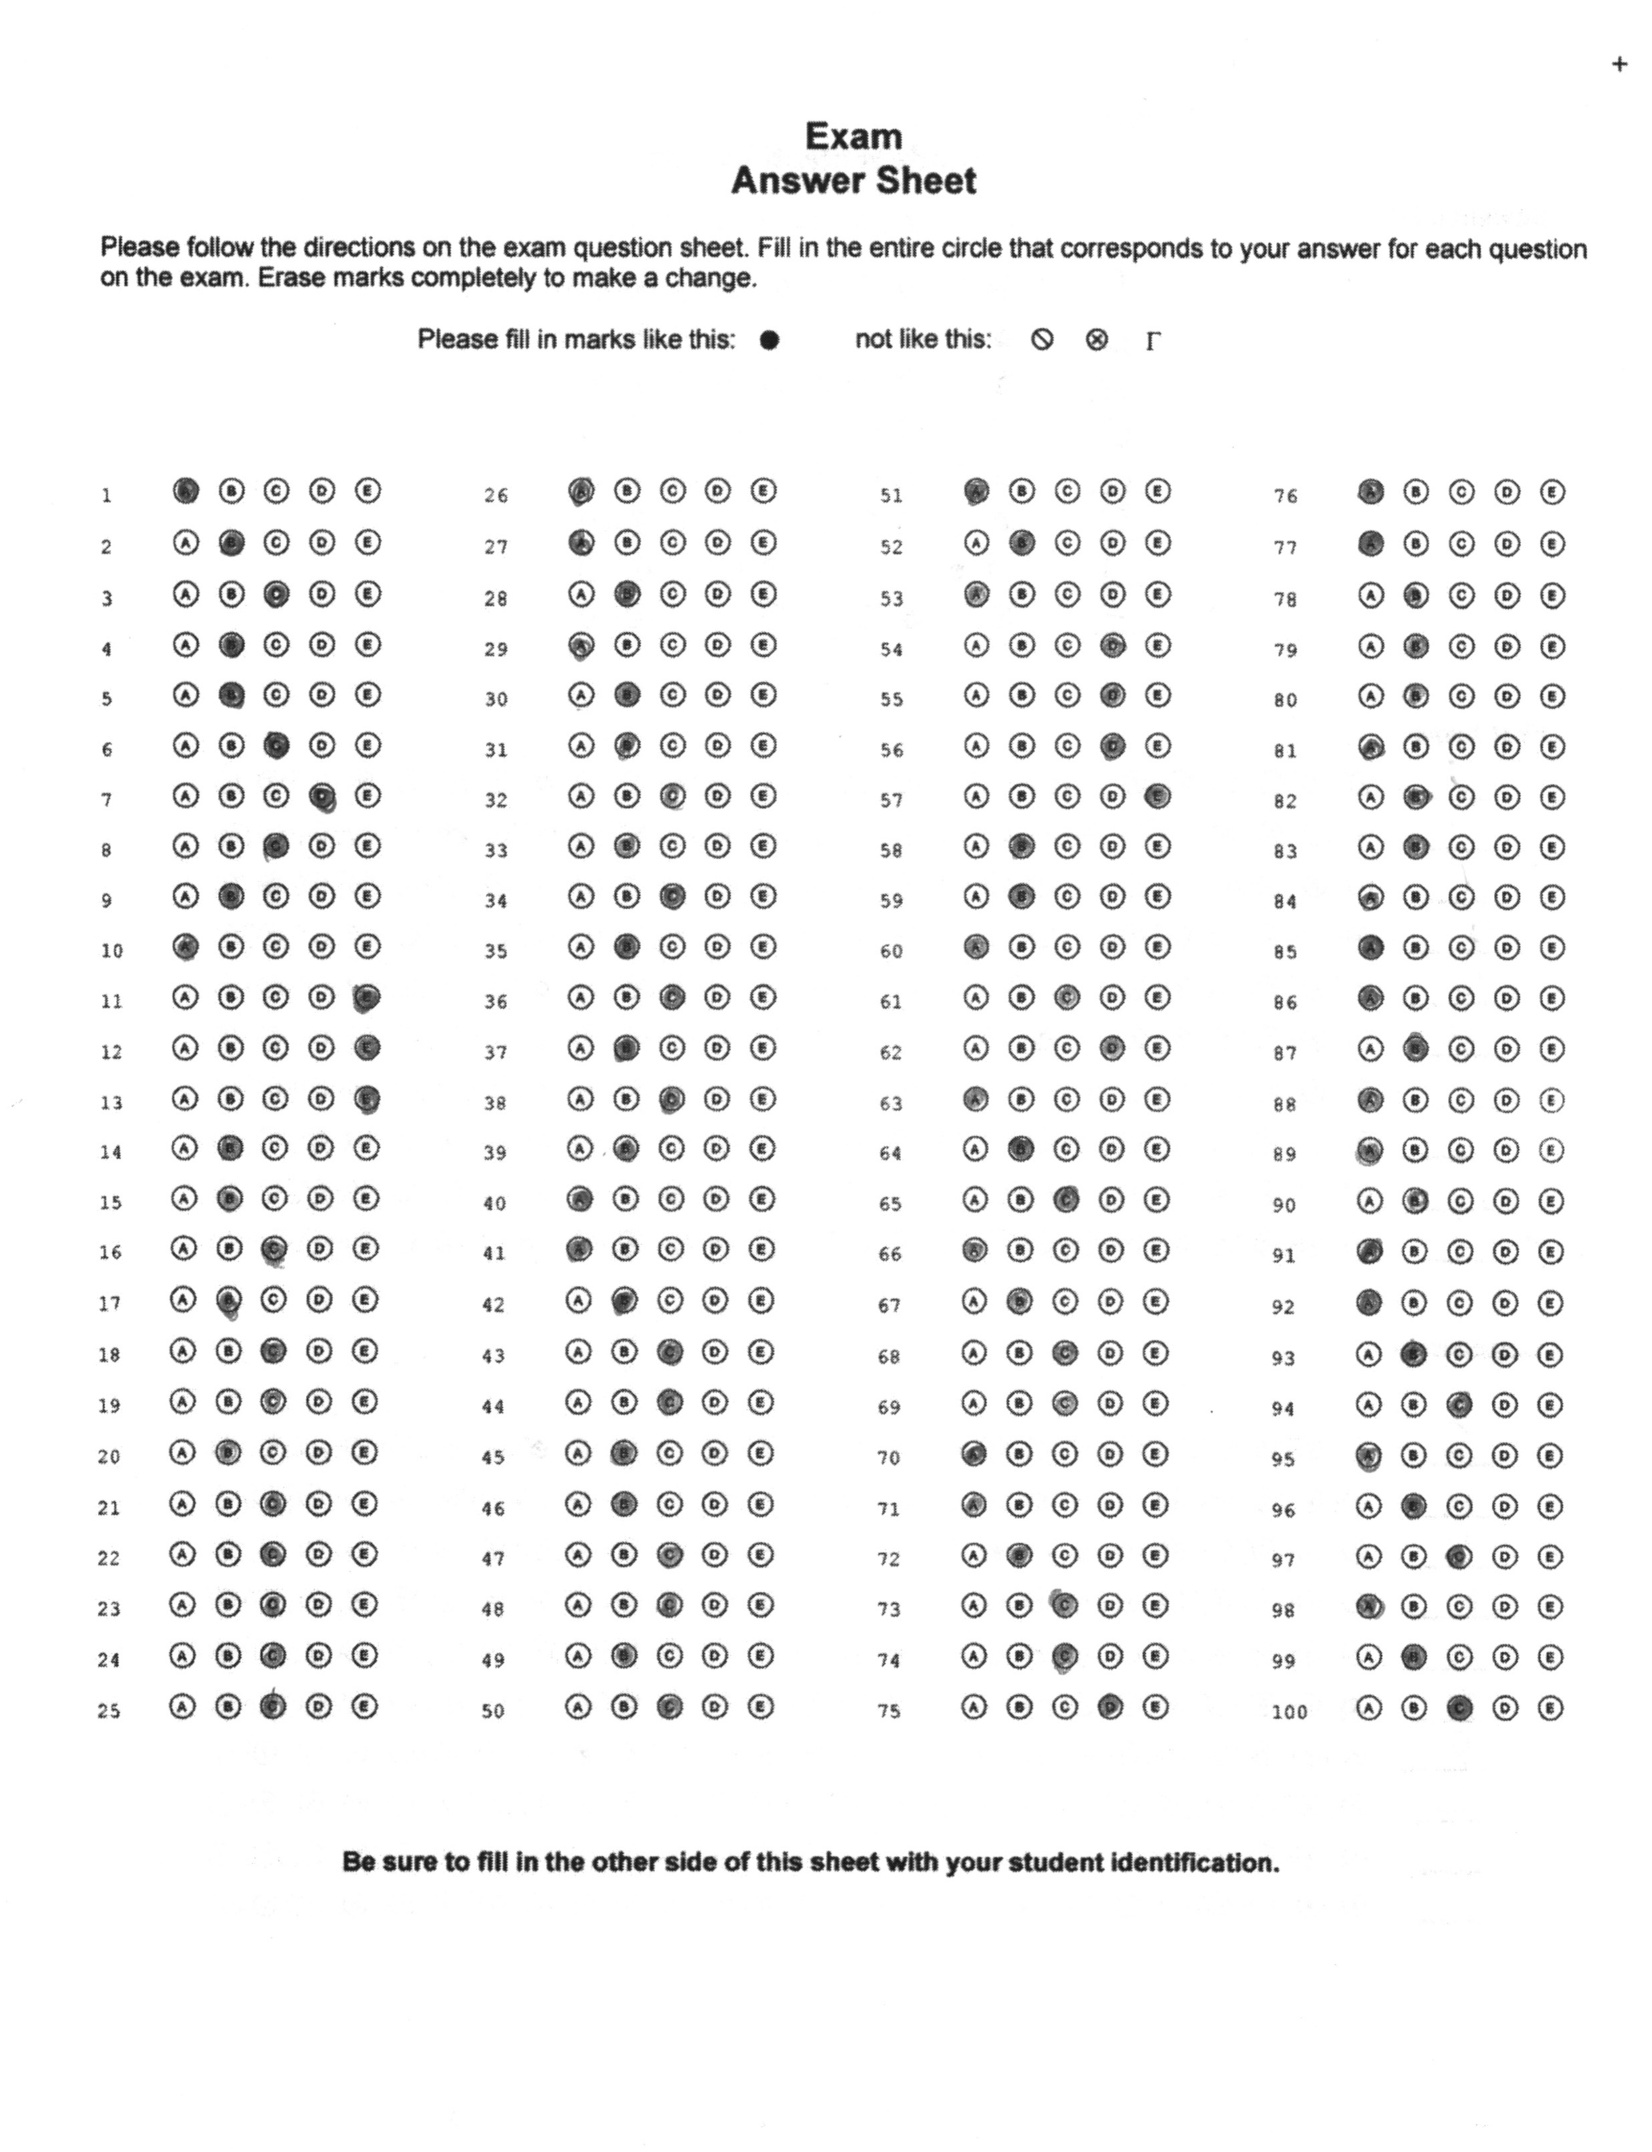 +
Exam
Answer Sheet
Please follow the directions on the exam question sheet. Fill in the entire circle that corresponds to your answer for each question
on the exam. Erase marks completely to make a change.
Please fill in marks like this: ● not like this: ⦸ ⊗ Γ
1 A B C D E 26 A B C D E 51 A B C D E 76 A B C D E
2 A B C D E 27 A B C D E 52 A B C D E 77 A B C D E
3 A B C D E 28 A B C D E 53 A B C D E 78 A B C D E
4 A B C D E 29 A B C D E 54 A B C D E 79 A B C D E
5 A B C D E 30 A B C D E 55 A B C D E 80 A B C D E
6 A B C D E 31 A B C D E 56 A B C D E 81 A B C D E
7 A B C D E 32 A B C D E 57 A B C D E 82 A B C D E
8 A B C D E 33 A B C D E 58 A B C D E 83 A B C D E
9 A B C D E 34 A B C D E 59 A B C D E 84 A B C D E
10 A B C D E 35 A B C D E 60 A B C D E 85 A B C D E
11 A B C D E 36 A B C D E 61 A B C D E 86 A B C D E
12 A B C D E 37 A B C D E 62 A B C D E 87 A B C D E
13 A B C D E 38 A B C D E 63 A B C D E 88 A B C D E
14 A B C D E 39 A B C D E 64 A B C D E 89 A B C D E
15 A B C D E 40 A B C D E 65 A B C D E 90 A B C D E
16 A B C D E 41 A B C D E 66 A B C D E 91 A B C D E
17 A B C D E 42 A B C D E 67 A B C D E 92 A B C D E
18 A B C D E 43 A B C D E 68 A B C D E 93 A B C D E
19 A B C D E 44 A B C D E 69 A B C D E 94 A B C D E
20 A B C D E 45 A B C D E 70 A B C D E 95 A B C D E
21 A B C D E 46 A B C D E 71 A B C D E 96 A B C D E
22 A B C D E 47 A B C D E 72 A B C D E 97 A B C D E
23 A B C D E 48 A B C D E 73 A B C D E 98 A B C D E
24 A B C D E 49 A B C D E 74 A B C D E 99 A B C D E
25 A B C D E 50 A B C D E 75 A B C D E 100 A B C D E
Be sure to fill in the other side of this sheet with your student identification.